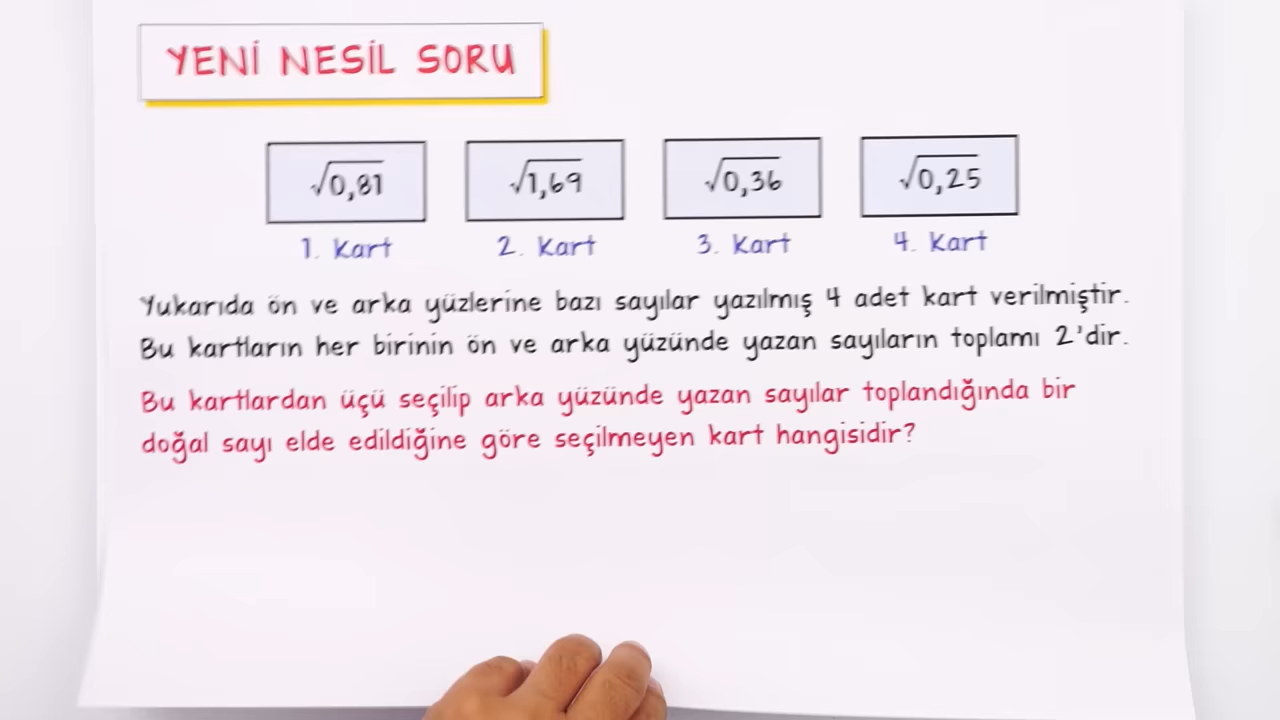 YENİ NESİL SORU
√0,81 √1,69 √0,36 √0,25
1. Kart 2. Kart 3. Kart 4. Kart
Yukarıda ön ve arka yüzlerine bazı sayılar yazılmış 4 adet kart verilmiştir.
Bu kartların her birinin ön ve arka yüzünde yazan sayıların toplamı 2'dir.
Bu kartlardan üçü seçilip arka yüzünde yazan sayılar toplandığında bir
doğal sayı elde edildiğine göre seçilmeyen kart hangisidir?